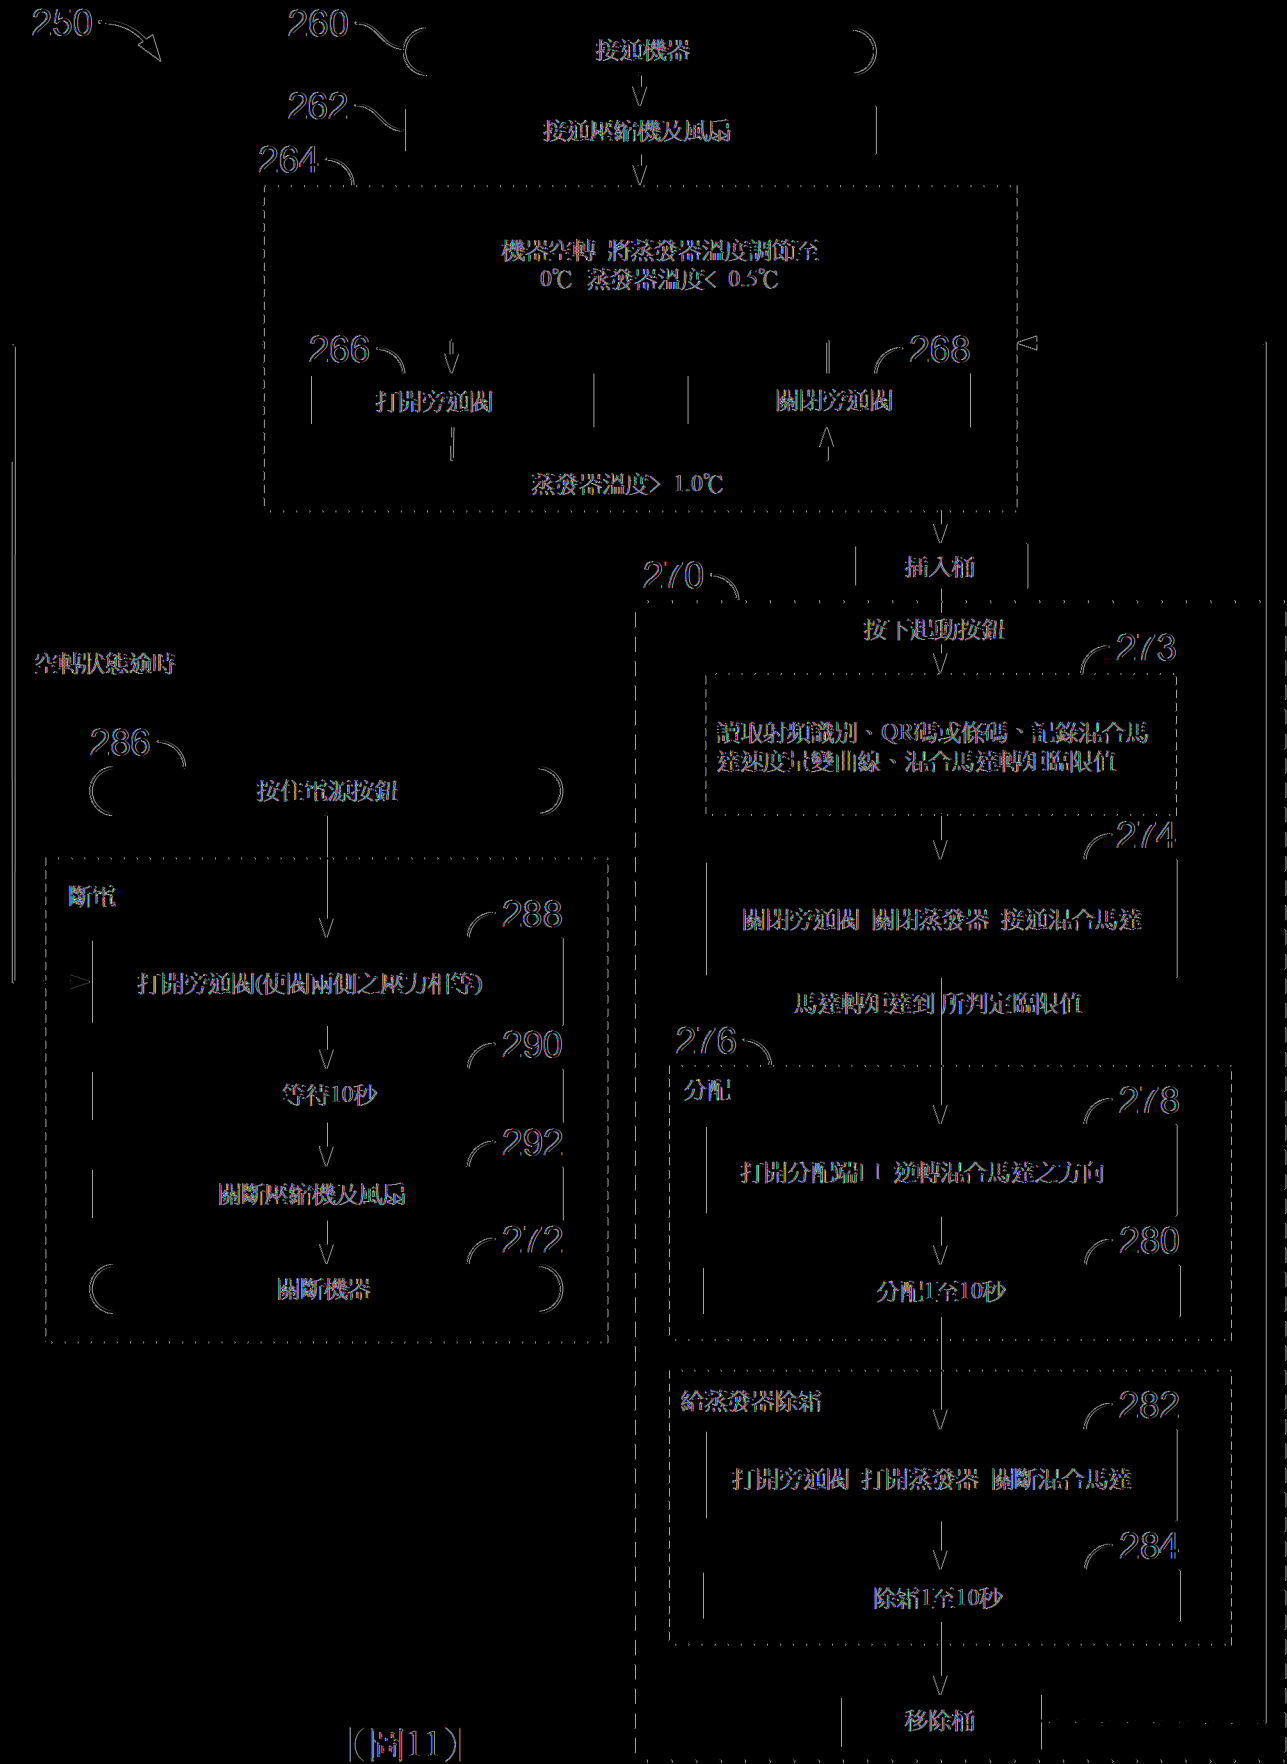 250
260
接通機器
262
接通壓縮機及風扇
264
機器空轉 將蒸發器溫度調節至
0℃ 蒸發器溫度< 0.5℃
266
268
打開旁通閥
關閉旁通閥
蒸發器溫度> 1.0℃
插入桶
270
按下起動按鈕
273
讀取射頻識別、QR碼或條碼、記錄混合馬
達速度量變曲線、混合馬達轉矩臨限值
274
關閉旁通閥 關閉蒸發器 接通混合馬達
馬達轉矩達到 所判定臨限值
276
分配
278
打開分配端口 逆轉混合馬達之方向
280
分配1至10秒
給蒸發器除霜
282
打開旁通閥 打開蒸發器 關斷混合馬達
284
除霜1至10秒
移除桶
空轉狀態逾時
286
按住電源按鈕
斷電
288
打開旁通閥(使閥兩側之壓力相等)
290
等待10秒
292
關斷壓縮機及風扇
272
關斷機器
(圖11)